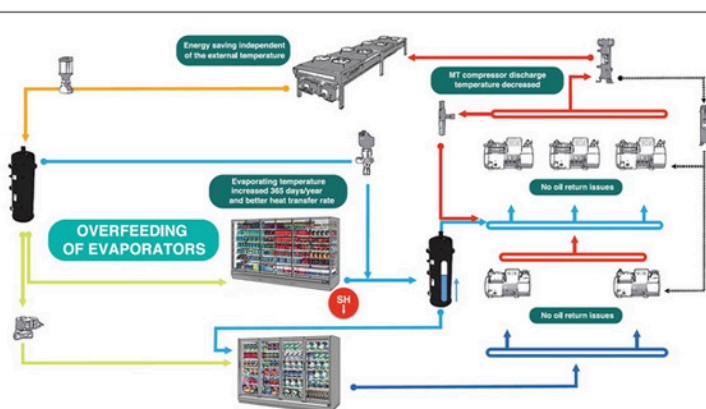 Energy saving independent
of the external temperature
MT compressor discharge
temperature decreased
Evaporating temperature
increased 365 days/year
and better heat transfer rate
No oil return issues
OVERFEEDING
OF EVAPORATORS
SH
No oil return issues